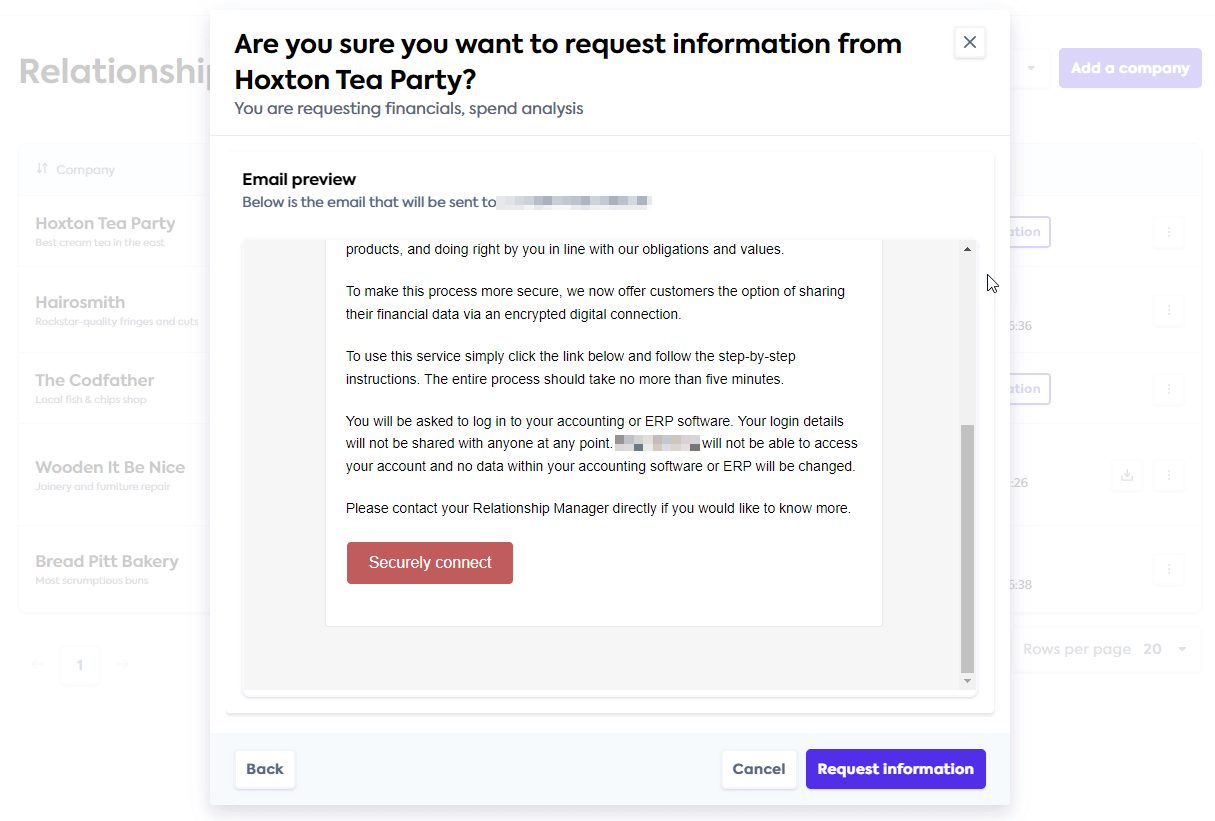 Are you sure you want to request information from
Hoxton Tea Party?
You are requesting financials, spend analysis
Relationship
Add a company
Email preview
Below is the email that will be sent to
Company
Hoxton Tea Party
Best cream tea in the east
Hairosmith
Rockstar-quality fringes and cuts
5:36
The Codfather
Local fish & chips shop
Wooden It Be Nice
Joinery and furniture repair
:26
Bread Pitt Bakery
Most scrumptious buns
5:38
products, and doing right by you in line with our obligations and values.
To make this process more secure, we now offer customers the option of sharing
their financial data via an encrypted digital connection.
To use this service simply click the link below and follow the step-by-step
instructions. The entire process should take no more than five minutes.
You will be asked to log in to your accounting or ERP software. Your login details
will not be shared with anyone at any point. will not be able to access
your account and no data within your accounting software or ERP will be changed.
Please contact your Relationship Manager directly if you would like to know more.
Securely connect
1
Rows per page 20
Back
Cancel
Request information